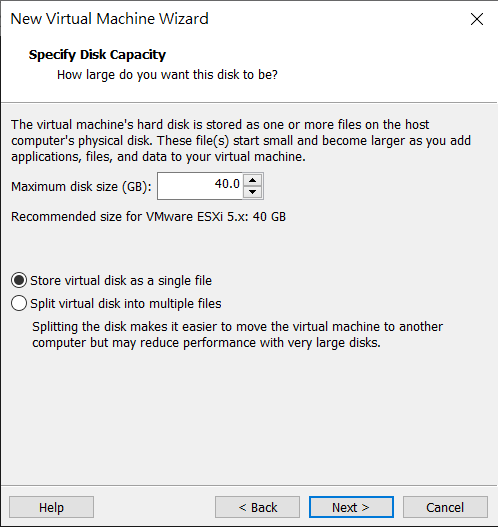 New Virtual Machine Wizard
Specify Disk Capacity
How large do you want this disk to be?
The virtual machine's hard disk is stored as one or more files on the host
computer's physical disk. These file(s) start small and become larger as you add
applications, files, and data to your virtual machine.
Maximum disk size (GB): 40.0
Recommended size for VMware ESXi 5.x: 40 GB
Store virtual disk as a single file
Split virtual disk into multiple files
Splitting the disk makes it easier to move the virtual machine to another
computer but may reduce performance with very large disks.
Help < Back Next > Cancel